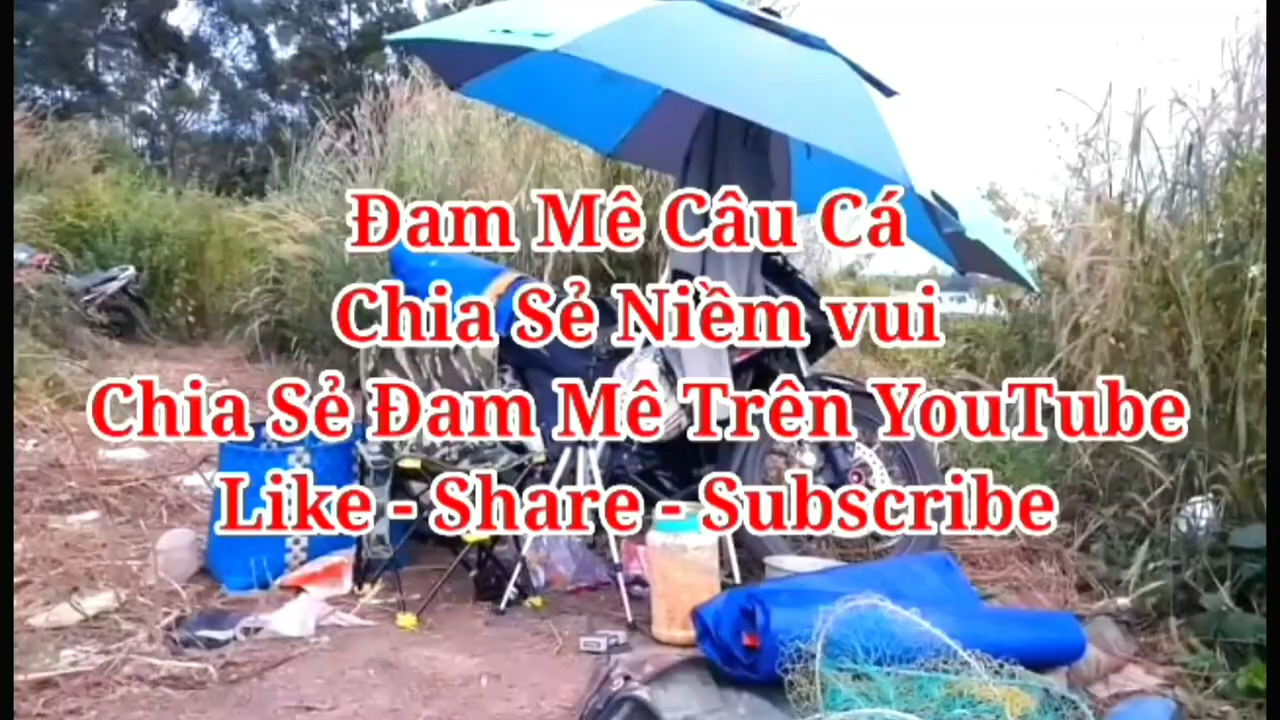 Đam Mê Câu Cá
Chia Sẻ Niềm vui
Chia Sẻ Đam Mê Trên YouTube
Like - Share - Subscribe